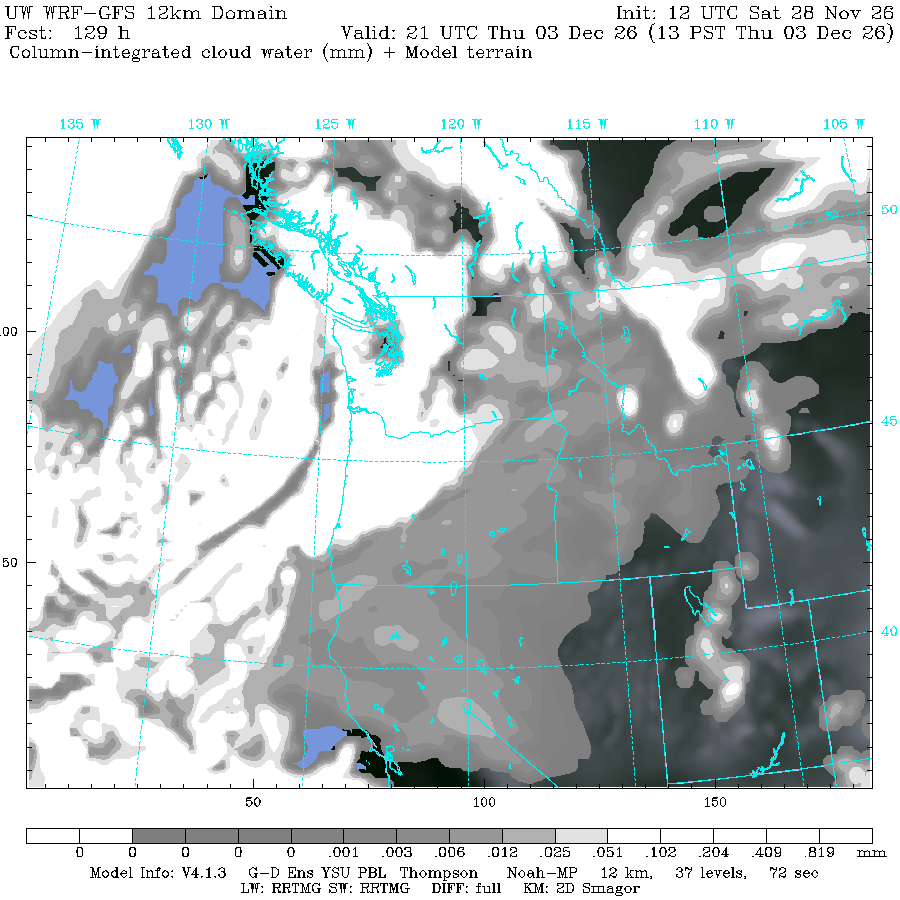 UW WRF-GFS 12km Domain Init: 12 UTC Sat 28 Nov 26
Fcst: 129 h Valid: 21 UTC Thu 03 Dec 26 (13 PST Thu 03 Dec 26)
Column-integrated cloud water (mm) + Model terrain
135 W 130 W 125 W 120 W 115 W 110 W 105 W
50
00
45
50
40
50 100 150
0 0 0 0 0 .001 .003 .006 .012 .025 .051 .102 .204 .409 .819 mm
Model Info: V4.1.3 G-D Ens YSU PBL Thompson Noah-MP 12 km, 37 levels, 72 sec
LW: RRTMG SW: RRTMG DIFF: full KM: 2D Smagor